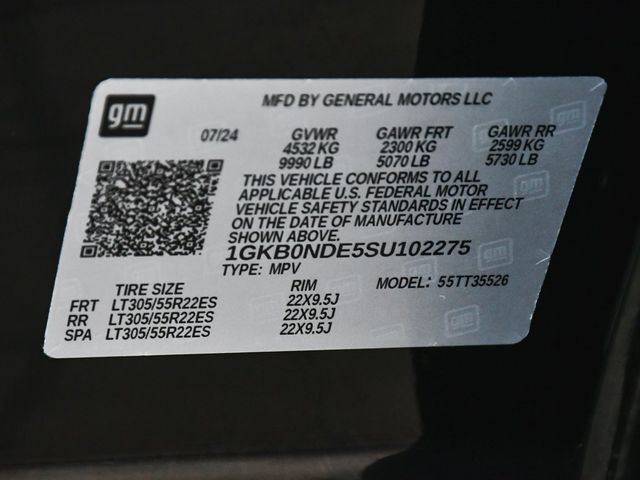 gm
MFD BY GENERAL MOTORS LLC
07/24 GVWR GAWR FRT GAWR RR
4532 KG 2300 KG 2599 KG
9990 LB 5070 LB 5730 LB
THIS VEHICLE CONFORMS TO ALL
APPLICABLE U.S. FEDERAL MOTOR
VEHICLE SAFETY STANDARDS IN EFFECT
ON THE DATE OF MANUFACTURE
SHOWN ABOVE.
1GKB0NDE5SU102275
TYPE: MPV MODEL: 55TT35526
TIRE SIZE RIM
FRT LT305/55R22ES 22X9.5J
RR LT305/55R22ES 22X9.5J
SPA LT305/55R22ES 22X9.5J